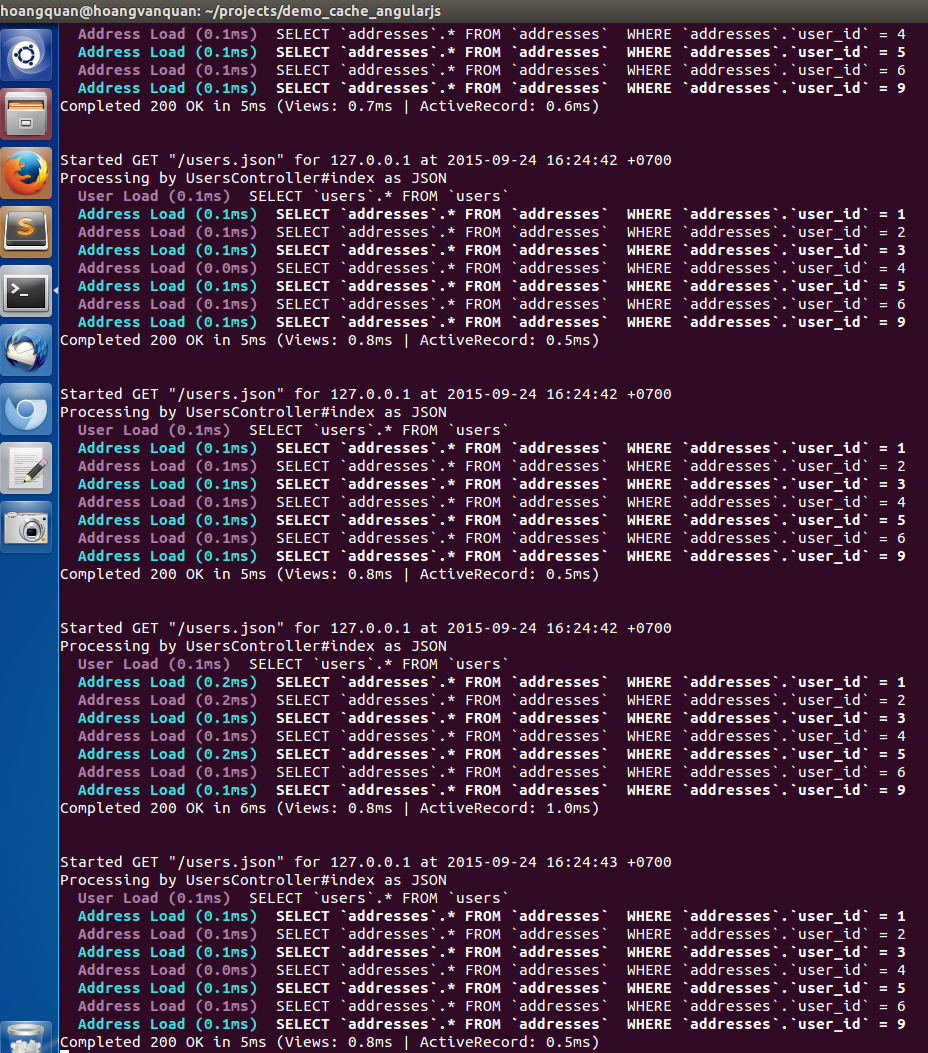 hoangquan@hoangvanquan: ~/projects/demo_cache_angularjs
Address Load (0.1ms)  SELECT `addresses`.* FROM `addresses`  WHERE `addresses`.`user_id` = 4
Address Load (0.1ms)  SELECT `addresses`.* FROM `addresses`  WHERE `addresses`.`user_id` = 5
Address Load (0.1ms)  SELECT `addresses`.* FROM `addresses`  WHERE `addresses`.`user_id` = 6
Address Load (0.1ms)  SELECT `addresses`.* FROM `addresses`  WHERE `addresses`.`user_id` = 9
Completed 200 OK in 5ms (Views: 0.7ms | ActiveRecord: 0.6ms)
Started GET "/users.json" for 127.0.0.1 at 2015-09-24 16:24:42 +0700
Processing by UsersController#index as JSON
User Load (0.1ms)  SELECT `users`.* FROM `users`
Address Load (0.1ms)  SELECT `addresses`.* FROM `addresses`  WHERE `addresses`.`user_id` = 1
Address Load (0.1ms)  SELECT `addresses`.* FROM `addresses`  WHERE `addresses`.`user_id` = 2
Address Load (0.1ms)  SELECT `addresses`.* FROM `addresses`  WHERE `addresses`.`user_id` = 3
Address Load (0.0ms)  SELECT `addresses`.* FROM `addresses`  WHERE `addresses`.`user_id` = 4
Address Load (0.1ms)  SELECT `addresses`.* FROM `addresses`  WHERE `addresses`.`user_id` = 5
Address Load (0.1ms)  SELECT `addresses`.* FROM `addresses`  WHERE `addresses`.`user_id` = 6
Address Load (0.1ms)  SELECT `addresses`.* FROM `addresses`  WHERE `addresses`.`user_id` = 9
Completed 200 OK in 5ms (Views: 0.8ms | ActiveRecord: 0.5ms)
Started GET "/users.json" for 127.0.0.1 at 2015-09-24 16:24:42 +0700
Processing by UsersController#index as JSON
User Load (0.1ms)  SELECT `users`.* FROM `users`
Address Load (0.1ms)  SELECT `addresses`.* FROM `addresses`  WHERE `addresses`.`user_id` = 1
Address Load (0.1ms)  SELECT `addresses`.* FROM `addresses`  WHERE `addresses`.`user_id` = 2
Address Load (0.1ms)  SELECT `addresses`.* FROM `addresses`  WHERE `addresses`.`user_id` = 3
Address Load (0.1ms)  SELECT `addresses`.* FROM `addresses`  WHERE `addresses`.`user_id` = 4
Address Load (0.1ms)  SELECT `addresses`.* FROM `addresses`  WHERE `addresses`.`user_id` = 5
Address Load (0.1ms)  SELECT `addresses`.* FROM `addresses`  WHERE `addresses`.`user_id` = 6
Address Load (0.1ms)  SELECT `addresses`.* FROM `addresses`  WHERE `addresses`.`user_id` = 9
Completed 200 OK in 5ms (Views: 0.8ms | ActiveRecord: 0.5ms)
Started GET "/users.json" for 127.0.0.1 at 2015-09-24 16:24:42 +0700
Processing by UsersController#index as JSON
User Load (0.1ms)  SELECT `users`.* FROM `users`
Address Load (0.2ms)  SELECT `addresses`.* FROM `addresses`  WHERE `addresses`.`user_id` = 1
Address Load (0.2ms)  SELECT `addresses`.* FROM `addresses`  WHERE `addresses`.`user_id` = 2
Address Load (0.1ms)  SELECT `addresses`.* FROM `addresses`  WHERE `addresses`.`user_id` = 3
Address Load (0.1ms)  SELECT `addresses`.* FROM `addresses`  WHERE `addresses`.`user_id` = 4
Address Load (0.2ms)  SELECT `addresses`.* FROM `addresses`  WHERE `addresses`.`user_id` = 5
Address Load (0.1ms)  SELECT `addresses`.* FROM `addresses`  WHERE `addresses`.`user_id` = 6
Address Load (0.1ms)  SELECT `addresses`.* FROM `addresses`  WHERE `addresses`.`user_id` = 9
Completed 200 OK in 6ms (Views: 0.8ms | ActiveRecord: 1.0ms)
Started GET "/users.json" for 127.0.0.1 at 2015-09-24 16:24:43 +0700
Processing by UsersController#index as JSON
User Load (0.1ms)  SELECT `users`.* FROM `users`
Address Load (0.1ms)  SELECT `addresses`.* FROM `addresses`  WHERE `addresses`.`user_id` = 1
Address Load (0.1ms)  SELECT `addresses`.* FROM `addresses`  WHERE `addresses`.`user_id` = 2
Address Load (0.1ms)  SELECT `addresses`.* FROM `addresses`  WHERE `addresses`.`user_id` = 3
Address Load (0.0ms)  SELECT `addresses`.* FROM `addresses`  WHERE `addresses`.`user_id` = 4
Address Load (0.1ms)  SELECT `addresses`.* FROM `addresses`  WHERE `addresses`.`user_id` = 5
Address Load (0.1ms)  SELECT `addresses`.* FROM `addresses`  WHERE `addresses`.`user_id` = 6
Address Load (0.1ms)  SELECT `addresses`.* FROM `addresses`  WHERE `addresses`.`user_id` = 9
Completed 200 OK in 5ms (Views: 0.8ms | ActiveRecord: 0.5ms)